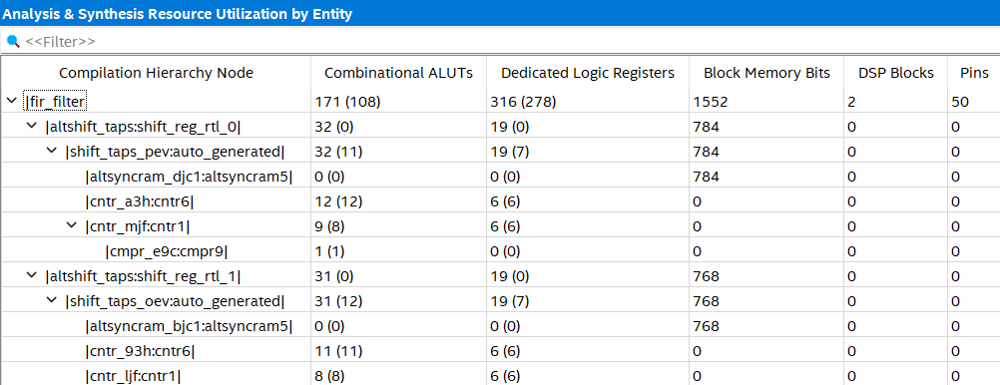 Analysis & Synthesis Resource Utilization by Entity
<<Filter>>
Compilation Hierarchy Node Combinational ALUTs Dedicated Logic Registers Block Memory Bits DSP Blocks Pins
|fir_filter 171 (108) 316 (278) 1552 2 50
|altshift_taps:shift_reg_rtl_0| 32 (0) 19 (0) 784 0 0
|shift_taps_pev:auto_generated| 32 (11) 19 (7) 784 0 0
|altsyncram_djc1:altsyncram5| 0 (0) 0 (0) 784 0 0
|cntr_a3h:cntr6| 12 (12) 6 (6) 0 0 0
|cntr_mjf:cntr1| 9 (8) 6 (6) 0 0 0
|cmpr_e9c:cmpr9| 1 (1) 0 (0) 0 0 0
|altshift_taps:shift_reg_rtl_1| 31 (0) 19 (0) 768 0 0
|shift_taps_oev:auto_generated| 31 (12) 19 (7) 768 0 0
|altsyncram_bjc1:altsyncram5| 0 (0) 0 (0) 768 0 0
|cntr_93h:cntr6| 11 (11) 6 (6) 0 0 0
|cntr_ljf:cntr1| 8 (8) 6 (6) 0 0 0